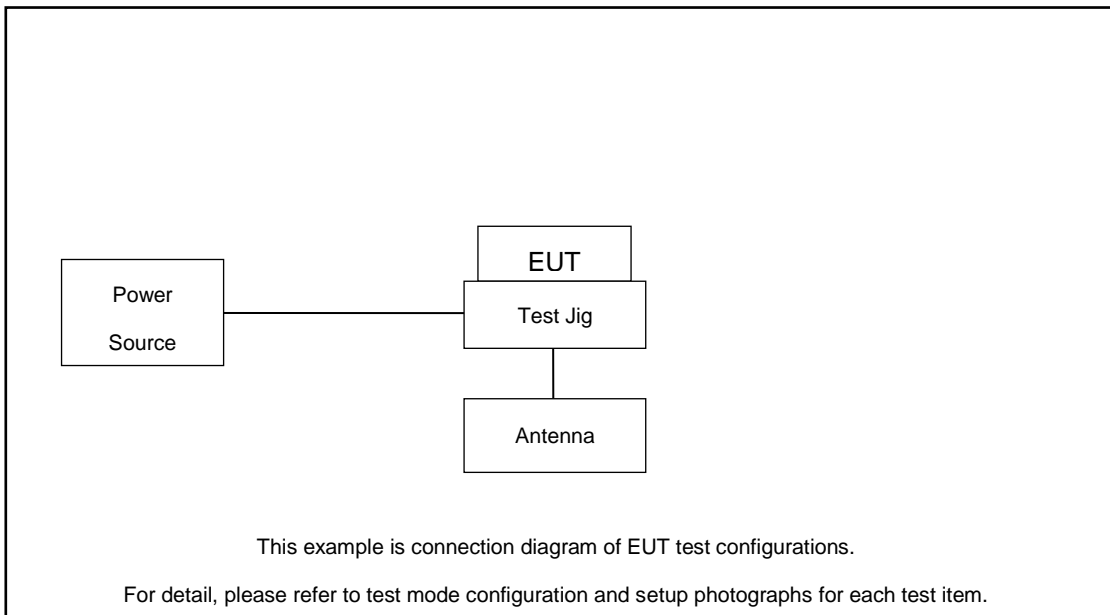 EUT
Power
Source
Test Jig
Antenna
This example is connection diagram of EUT test configurations.
For detail, please refer to test mode configuration and setup photographs for each test item.